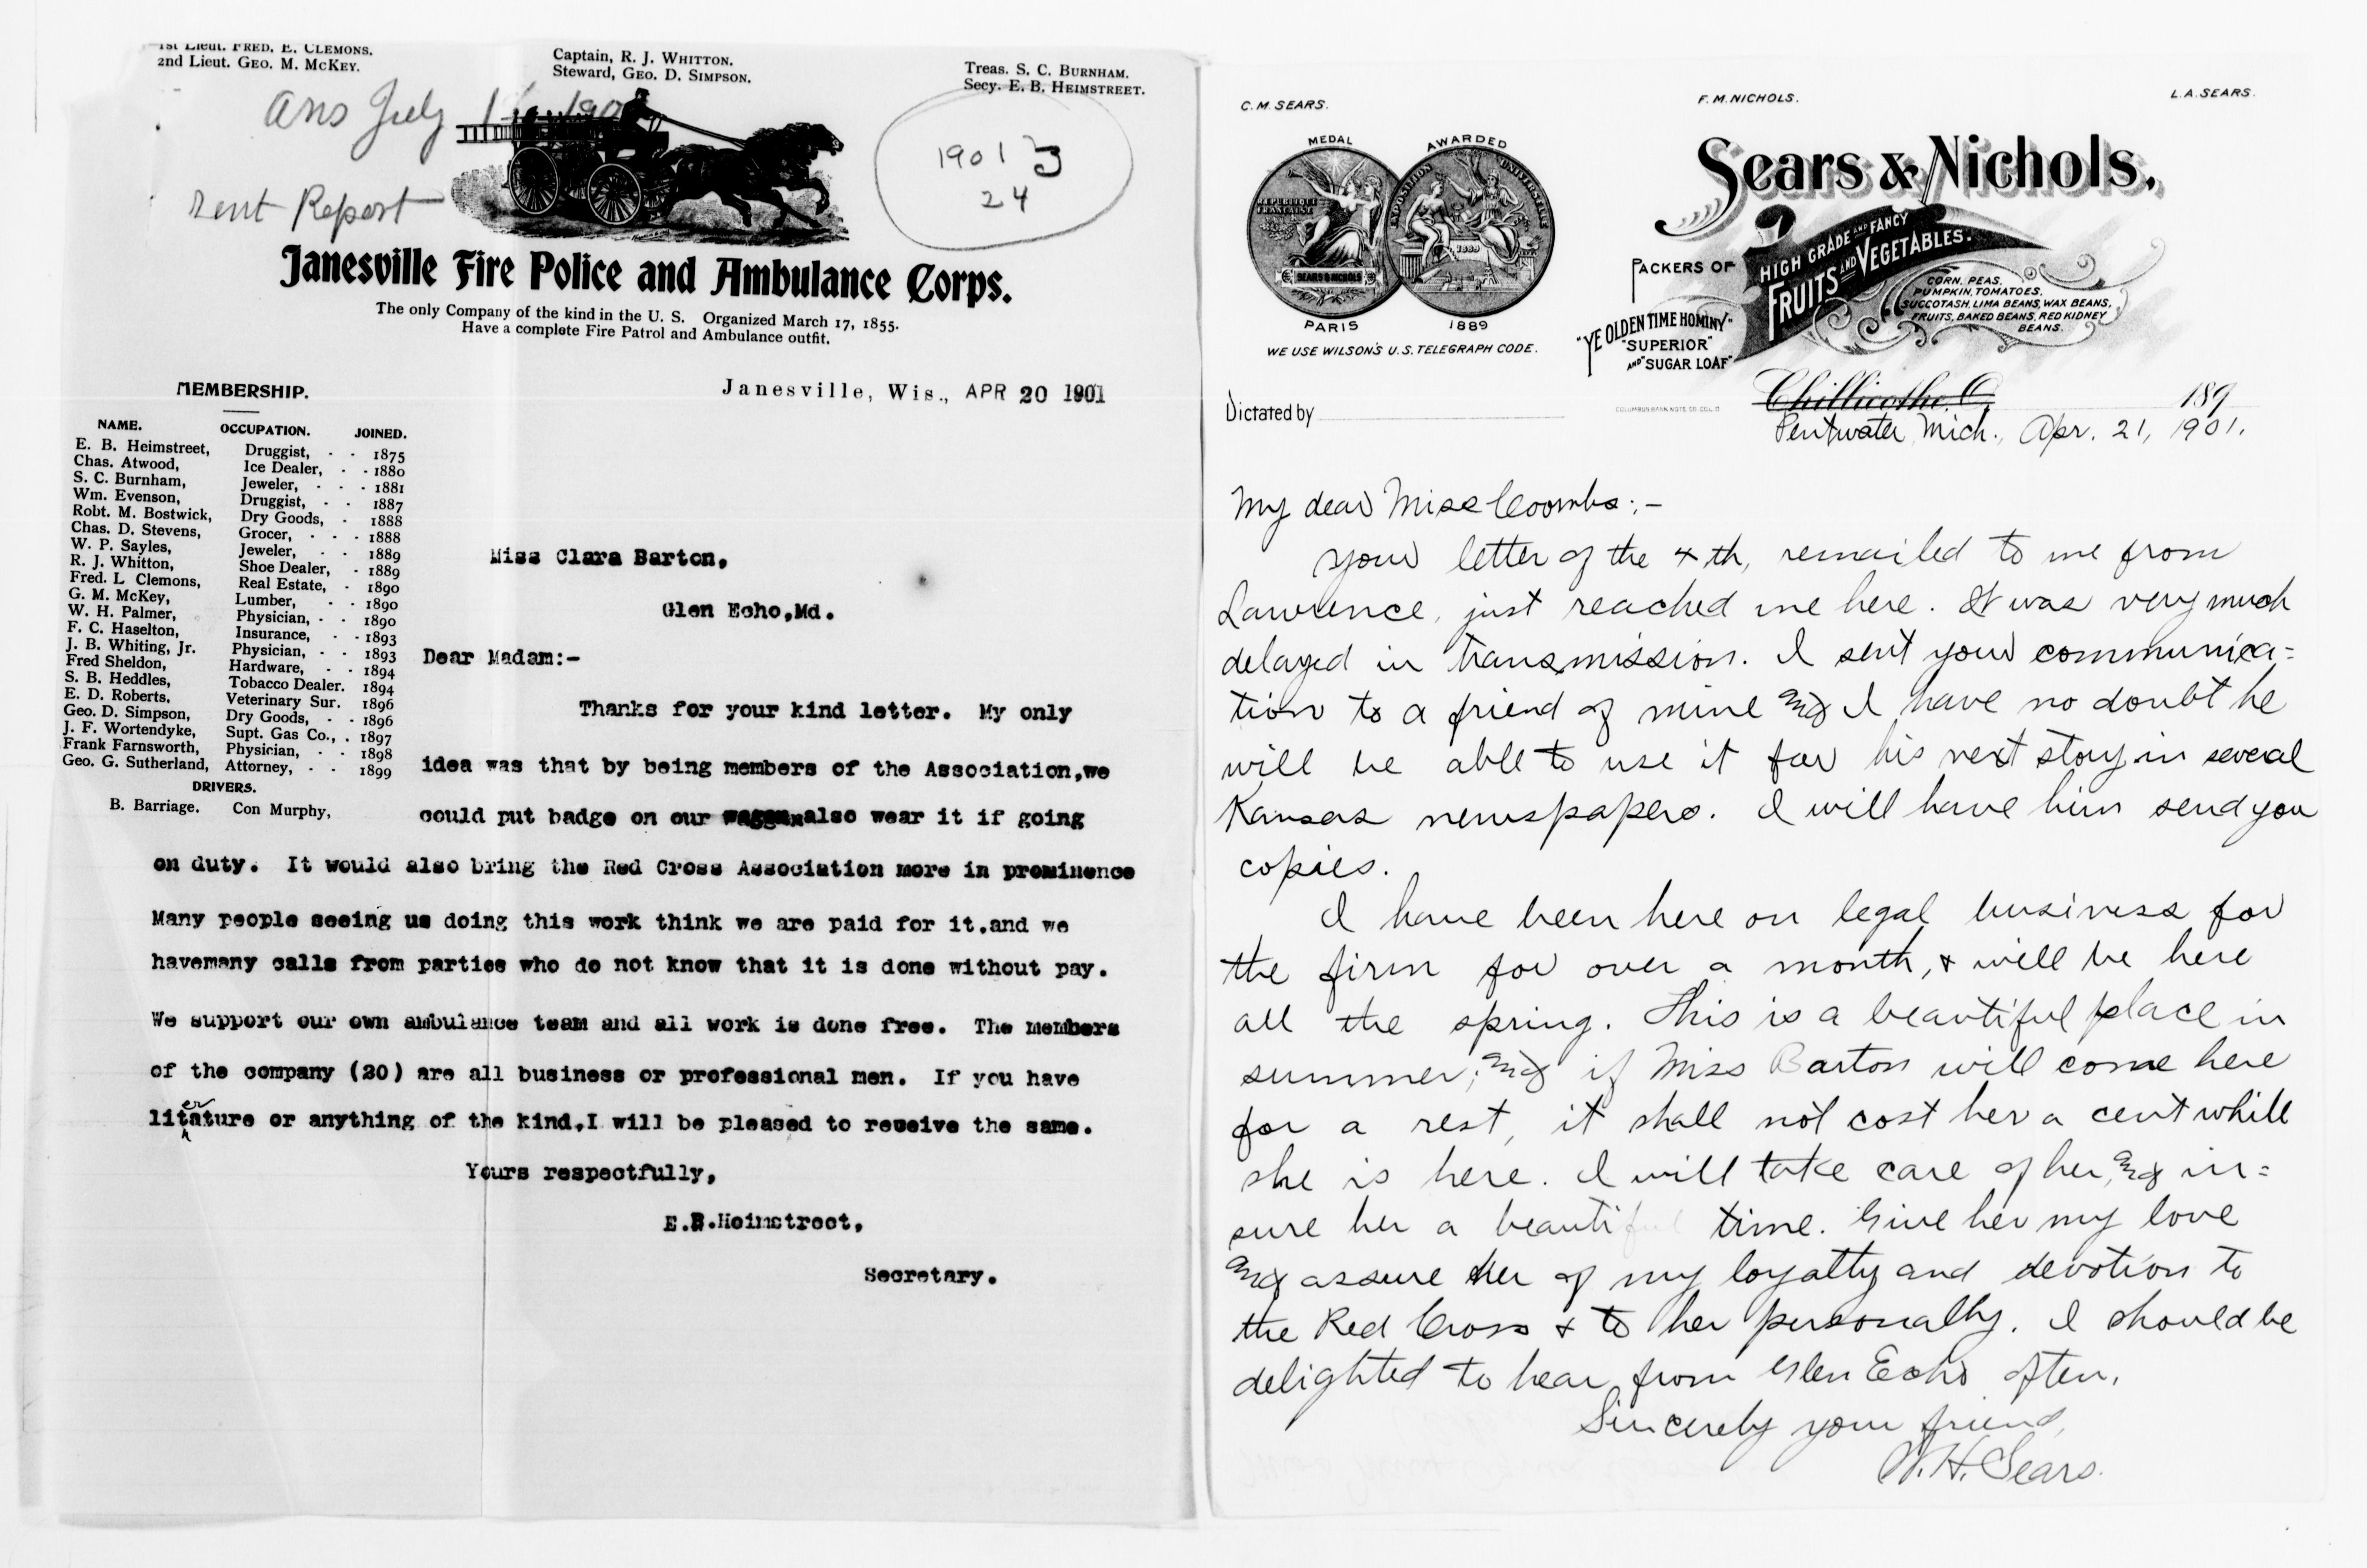 1st Lieut. FRED. E. CLEMONS.
2nd Lieut. GEO. M. MCKEY.
Captain, R. J. WHITTON.
Steward, GEO. D. SIMPSON.
Treas. S. C. BURNHAM.
Secy. E. B. HEIMSTREET.
Ans July
sent Report
1901
24
Janesville Fire Police and Ambulance Corps.
The only Company of the kind in the U. S. Organized March 17, 1855.
Have a complete Fire Patrol and Ambulance outfit.
Janesville, Wis., APR 20 1901
MEMBERSHIP.
NAME. OCCUPATION. JOINED.
E. B. Heimstreet, Druggist, - - 1875
Chas. Atwood, Ice Dealer, - - 1880
S. C. Burnham, Jeweler, - - - 1881
Wm. Evenson, Druggist, - - 1887
Robt. M. Bostwick, Dry Goods, - 1888
Chas. D. Stevens, Grocer, - - - 1888
W. P. Sayles, Jeweler, - - 1889
R. J. Whitton, Shoe Dealer, - 1889
Fred. L Clemons, Real Estate, - 1890
G. M. McKey, Lumber, - - 1890
W. H. Palmer, Physician, - - 1890
F. C. Haselton, Insurance, - - 1893
J. B. Whiting, Jr. Physician, - - 1893
Fred Sheldon, Hardware, - - 1894
S. B. Heddles, Tobacco Dealer. 1894
E. D. Roberts, Veterinary Sur. 1896
Geo. D. Simpson, Dry Goods, - - 1896
J. F. Wortendyke, Supt. Gas Co., . 1897
Frank Farnsworth, Physician, - - 1898
Geo. G. Sutherland, Attorney, - - 1899
DRIVERS.
B. Barriage. Con Murphy,
Miss Clara Barton,
Glen Echo,Md.
Dear Madam:-
Thanks for your kind letter. My only
idea was that by being members of the Association,we
could put badge on our also wear it if going
on duty. It would also bring the Red Cross Association more in prominence
Many people seeing us doing this work think we are paid for it.and we
havemany calls from parties who do not know that it is done without pay.
We support our own ambulance team and all work is done free. The members
of the company (20) are all business or professional men. If you have
er
litature or anything of the kind,I will be pleased to receive the same.
Yours respectfully,
E.B.Heimstreet,
Secretary.
C. M. SEARS.
F. M. NICHOLS.
L. A. SEARS.
MEDAL AWARDED
REPUBLIQUE FRANCAISE
SEARS & NICHOLS
EXPOSITION UNIVERSELLE
1889
PARIS 1889
WE USE WILSON'S U.S. TELEGRAPH CODE.
Sears & Nichols,
PACKERS OF
HIGH GRADE AND FANCY
FRUITS AND VEGETABLES.
CORN, PEAS,
PUMPKIN, TOMATOES,
SUCCOTASH, LIMA BEANS, WAX BEANS,
FRUITS, BAKED BEANS, RED KIDNEY
BEANS.
"YE OLDEN TIME HOMINY"
"SUPERIOR"
AND "SUGAR LOAF"
Dictated by
COLUMBUS BANK NOTE CO. COL. O.
Chillicothe, O. 189
Pentwater, Mich., Apr. 21, 1901.
My dear Miss Coombs:-
Your letter of the 4th, remailed to me from
Lawrence, just reached me here. It was very much
delayed in transmission. I sent your communica=
tion to a friend of mine and I have no doubt he
will be able to use it for his next story in several
Kansas newspapers. I will have him send you
copies.
I have been here on legal business for
the firm for over a month, & will be here
all the spring. This is a beautiful place in
summer; and if Miss Barton will come here
for a rest, it shall not cost her a cent while
she is here. I will take care of her, and in=
sure her a beautiful time. Give her my love
and assure her of my loyalty and devotion to
the Red Cross & to her personally. I should be
delighted to hear from Glen Echo often.
Sincerely your friend,
W. H. Sears.